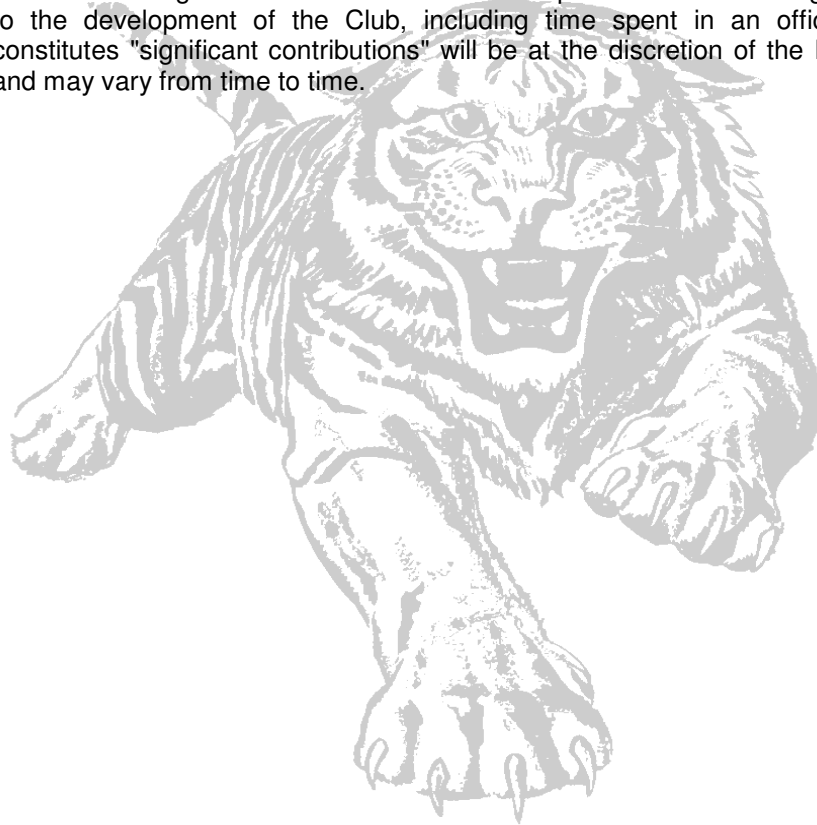 to the development of the Club, including time spent in an
constitutes "significant contributions" will be at the discretion of the
and may vary from time to time.